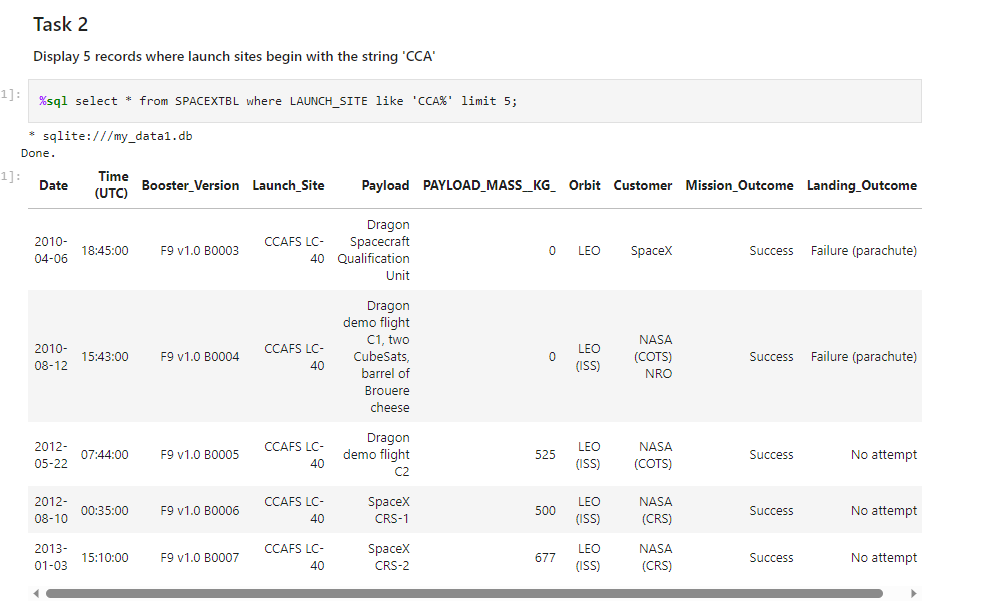 Task 2
Display 5 records where launch sites begin with the string 'CCA'
1]:
%sql select * from SPACEXTBL where LAUNCH_SITE like 'CCA%' limit 5;
* sqlite:///my_data1.db
Done.
1]:
Date Time (UTC) Booster_Version Launch_Site Payload PAYLOAD_MASS__KG_ Orbit Customer Mission_Outcome Landing_Outcome
2010-04-06 18:45:00 F9 v1.0 B0003 CCAFS LC-40 Dragon Spacecraft Qualification Unit 0 LEO SpaceX Success Failure (parachute)
2010-08-12 15:43:00 F9 v1.0 B0004 CCAFS LC-40 Dragon demo flight C1, two CubeSats, barrel of Brouere cheese 0 LEO (ISS) NASA (COTS) NRO Success Failure (parachute)
2012-05-22 07:44:00 F9 v1.0 B0005 CCAFS LC-40 Dragon demo flight C2 525 LEO (ISS) NASA (COTS) Success No attempt
2012-08-10 00:35:00 F9 v1.0 B0006 CCAFS LC-40 SpaceX CRS-1 500 LEO (ISS) NASA (CRS) Success No attempt
2013-01-03 15:10:00 F9 v1.0 B0007 CCAFS LC-40 SpaceX CRS-2 677 LEO (ISS) NASA (CRS) Success No attempt